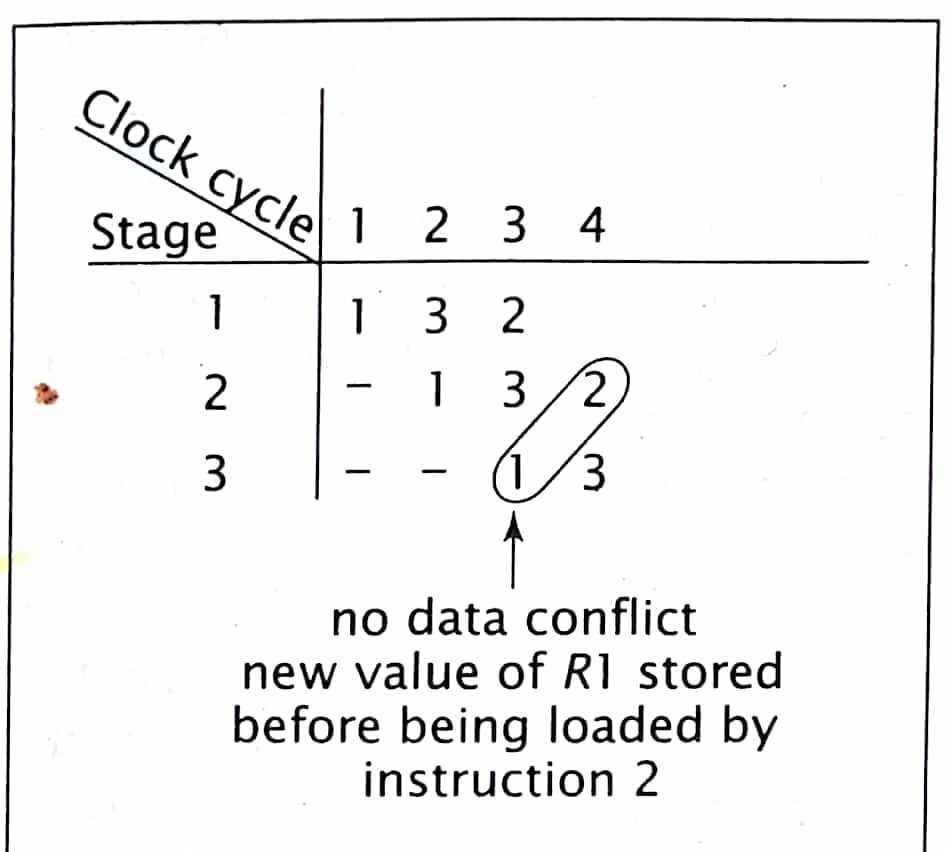 Clock cycle
Stage 1 2 3 4
1 1 3 2
2 – 1 3 2
3 – – 1 3
no data conflict
new value of R1 stored
before being loaded by
instruction 2